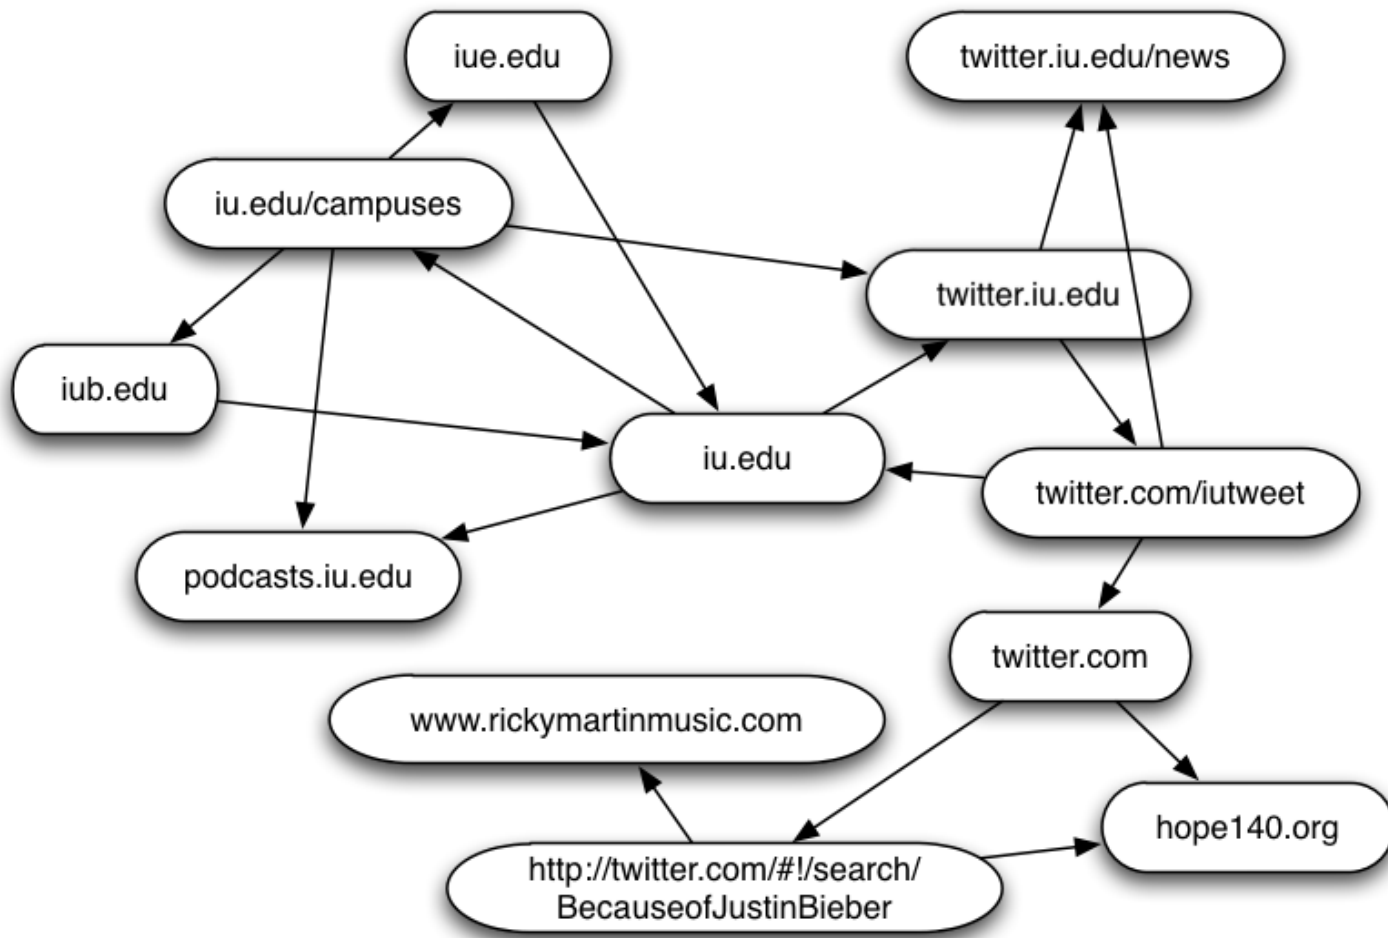 iue.edu
twitter.iu.edu/news
iu.edu/campuses
twitter.iu.edu
iub.edu
iu.edu
twitter.com/iutweet
podcasts.iu.edu
twitter.com
www.rickymartinmusic.com
hope140.org
http://twitter.com/#!/search/
BecauseofJustinBieber